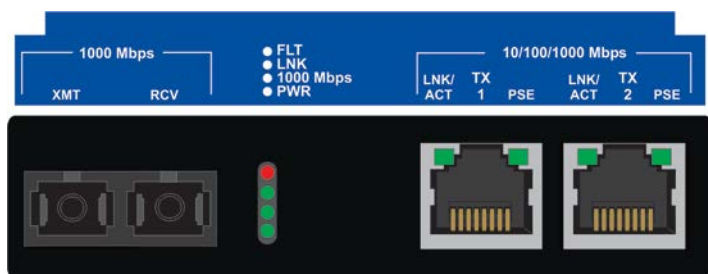 1000 Mbps
XMT RCV
FLT
LNK
1000 Mbps
PWR
10/100/1000 Mbps
LNK/ TX LNK/ TX
ACT 1 PSE ACT 2 PSE